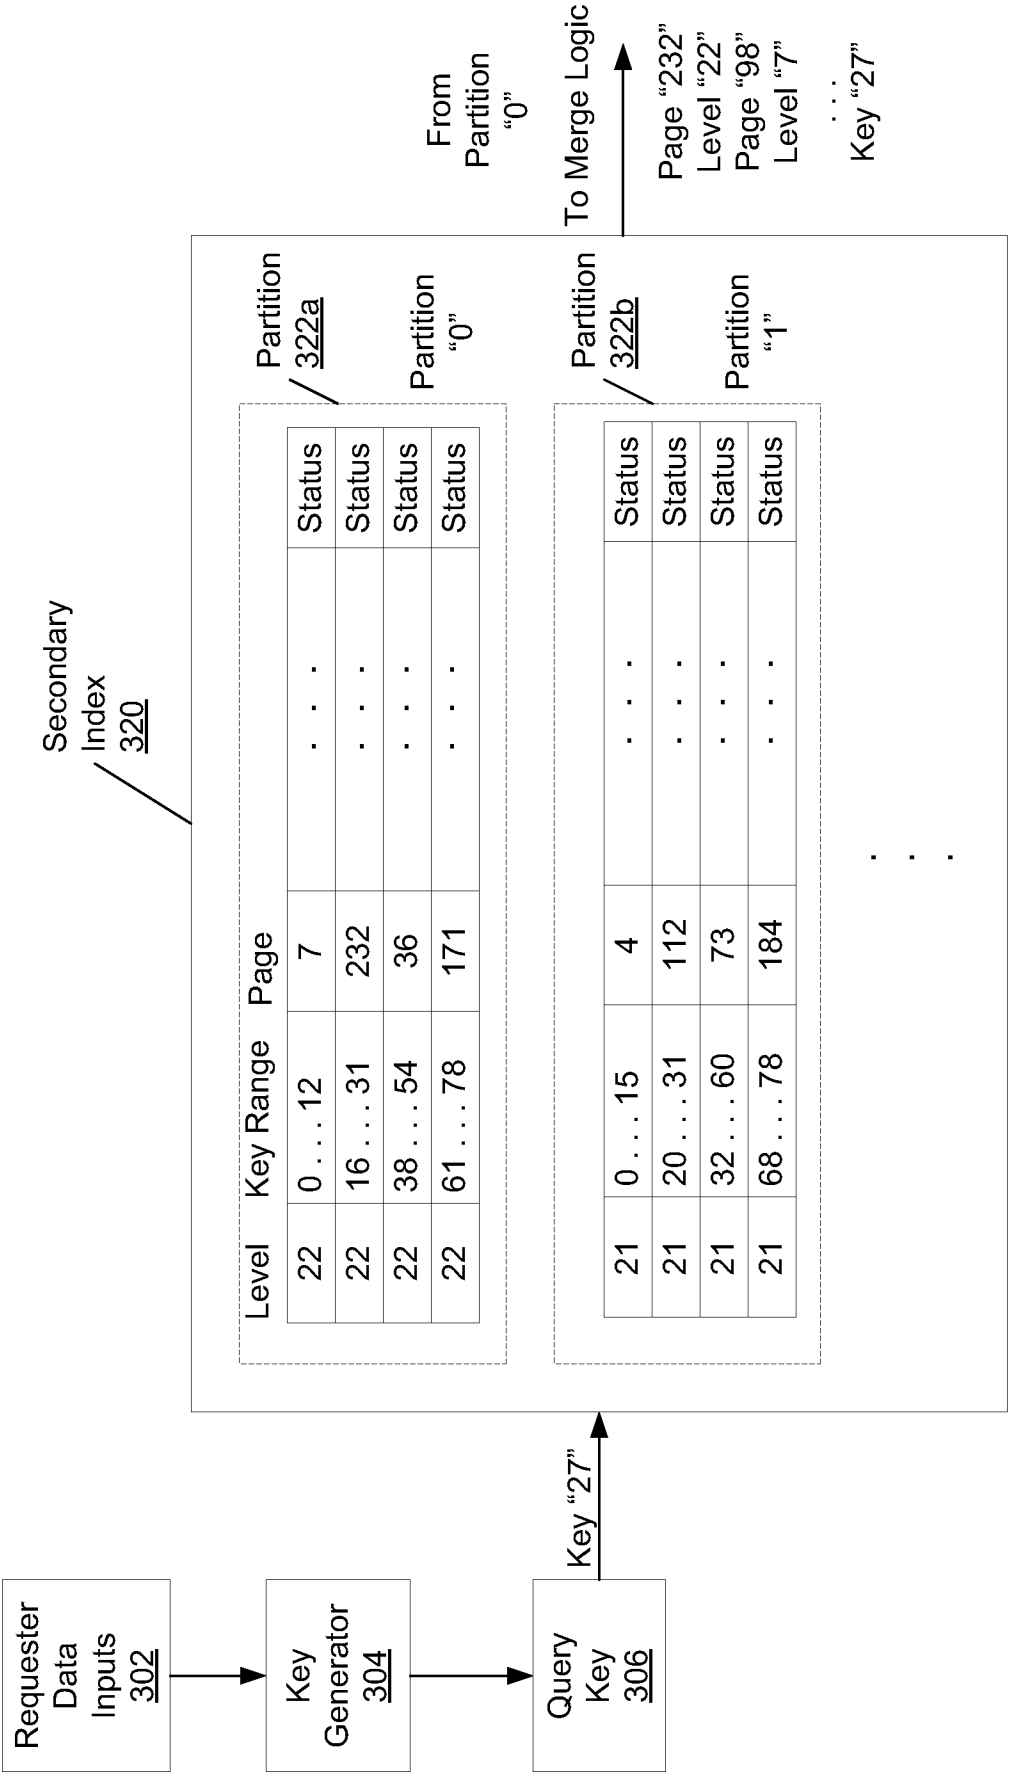 Requester
Data
Inputs
302
Key
Generator
304
Query
Key
306
Key “27”
Secondary
Index
320
Level Key Range Page
22 0 . . . 12 7 . . . Status
22 16 . . . 31 232 . . . Status
22 38 . . . 54 36 . . . Status
22 61 . . . 78 171 . . . Status
Partition
322a
Partition
“0”
21 0 . . . 15 4 . . . Status
21 20 . . . 31 112 . . . Status
21 32 . . . 60 73 . . . Status
21 68 . . . 78 184 . . . Status
Partition
322b
Partition
“1”
. . .
From
Partition
“0”
To Merge Logic
Page “232”
Level “22”
Page “98”
Level “7”
. . .
Key “27”